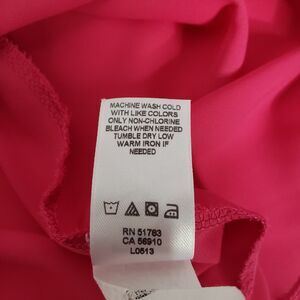 MACHINE WASH COLD
WITH LIKE COLORS
ONLY NON-CHLORINE
BLEACH WHEN NEEDED
TUMBLE DRY LOW
WARM IRON IF
NEEDED
RN 51783
CA 56910
L0513